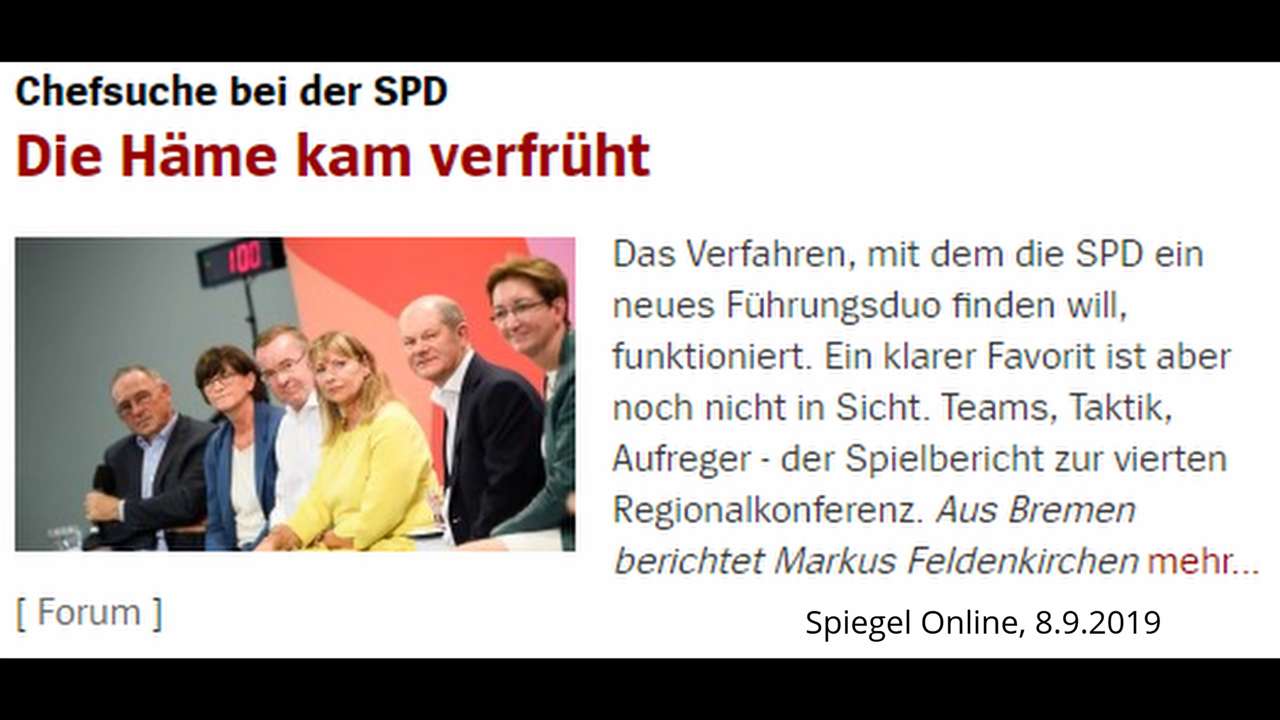 Chefsuche bei der SPD
Die Häme kam verfrüht
100
Das Verfahren, mit dem die SPD ein
neues Führungsduo finden will,
funktioniert. Ein klarer Favorit ist aber
noch nicht in Sicht. Teams, Taktik,
Aufreger - der Spielbericht zur vierten
Regionalkonferenz. Aus Bremen
berichtet Markus Feldenkirchen mehr...
[ Forum ]
Spiegel Online, 8.9.2019